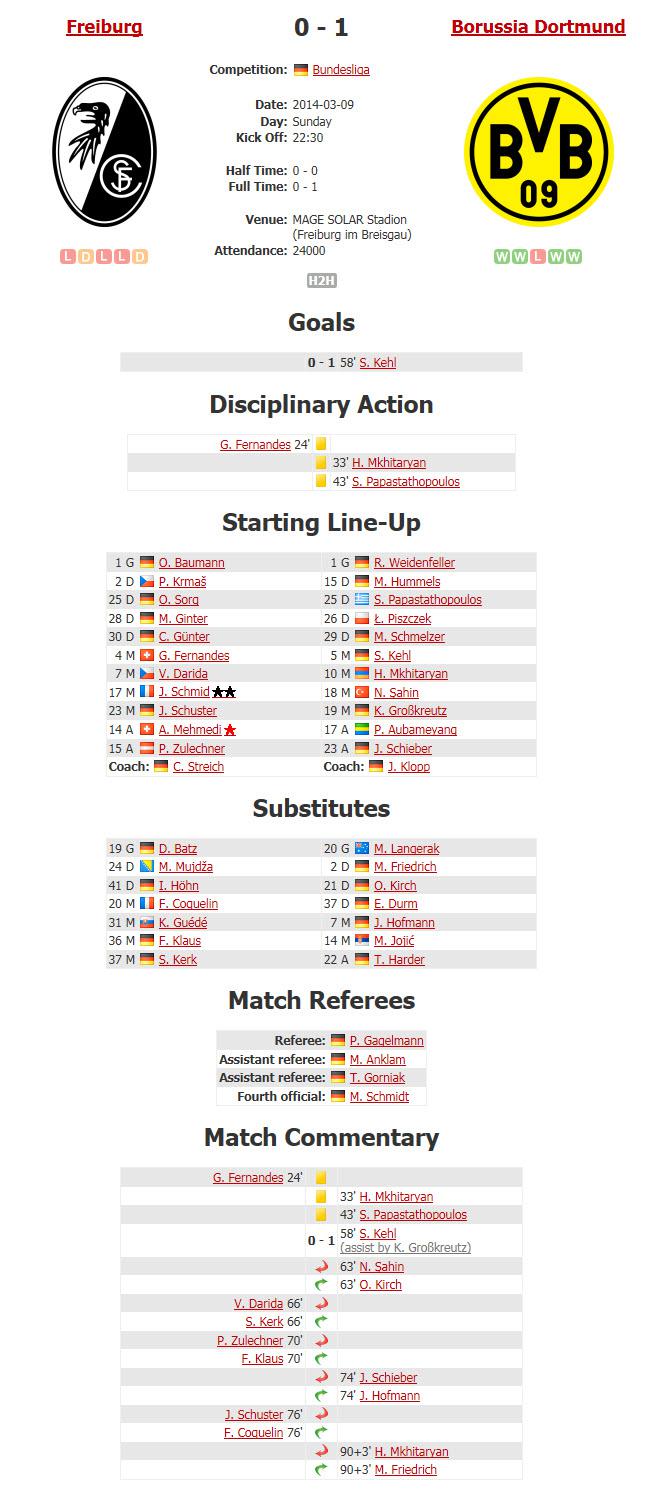 Freiburg 0 - 1 Borussia Dortmund
Competition: Bundesliga
Date: 2014-03-09
Day: Sunday
Kick Off: 22:30
Half Time: 0 - 0
Full Time: 0 - 1
Venue: MAGE SOLAR Stadion
(Freiburg im Breisgau)
Attendance: 24000
SCF
BVB
09
L D L L D
W W L W W
H2H
Goals
0 - 1 58' S. Kehl
Disciplinary Action
G. Fernandes 24'
33' H. Mkhitaryan
43' S. Papastathopoulos
Starting Line-Up
1 G O. Baumann 1 G R. Weidenfeller
2 D P. Krmaš 15 D M. Hummels
25 D O. Sorg 25 D S. Papastathopoulos
28 D M. Ginter 26 D Ł. Piszczek
30 D C. Günter 29 D M. Schmelzer
4 M G. Fernandes 5 M S. Kehl
7 M V. Darida 10 M H. Mkhitaryan
17 M J. Schmid 18 M N. Şahin
23 M J. Schuster 19 M K. Großkreutz
14 A A. Mehmedi 17 A P. Aubameyang
15 A P. Zulechner 23 A J. Schieber
Coach: C. Streich Coach: J. Klopp
Substitutes
19 G D. Batz 20 G M. Langerak
24 D M. Mujdža 2 D M. Friedrich
41 D I. Höhn 21 D O. Kirch
20 M F. Coquelin 37 D E. Durm
31 M K. Guédé 7 M J. Hofmann
36 M F. Klaus 14 M M. Jojić
37 M S. Kerk 22 A T. Harder
Match Referees
Referee: P. Gagelmann
Assistant referee: M. Anklam
Assistant referee: T. Gorniak
Fourth official: M. Schmidt
Match Commentary
G. Fernandes 24'
33' H. Mkhitaryan
43' S. Papastathopoulos
0 - 1 58' S. Kehl
(assist by K. Großkreutz)
63' N. Şahin
63' O. Kirch
V. Darida 66'
S. Kerk 66'
P. Zulechner 70'
F. Klaus 70'
74' J. Schieber
74' J. Hofmann
J. Schuster 76'
F. Coquelin 76'
90+3' H. Mkhitaryan
90+3' M. Friedrich